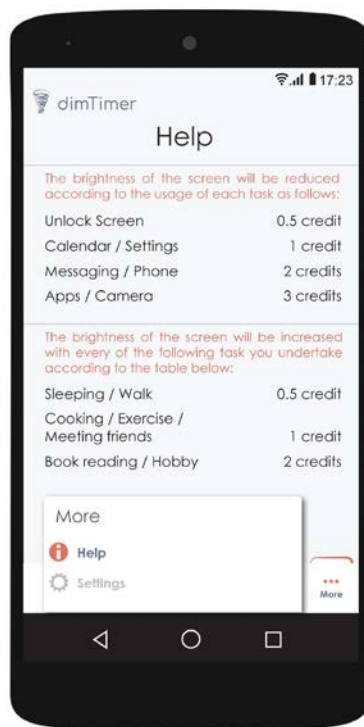 17:23
dimTimer
Help
The brightness of the screen will be reduced
according to the usage of each task as follows:
Unlock Screen 0.5 credit
Calendar / Settings 1 credit
Messaging / Phone 2 credits
Apps / Camera 3 credits
The brightness of the screen will be increased
with every of the following task you undertake
according to the table below:
Sleeping / Walk 0.5 credit
Cooking / Exercise /
Meeting friends 1 credit
Book reading / Hobby 2 credits
More
Help
Settings
More